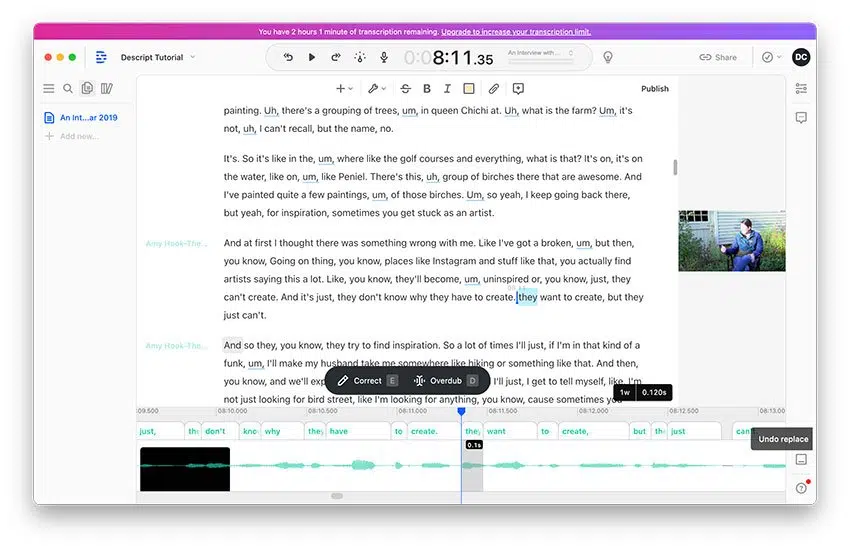 You have 2 hours 1 minute of transcription remaining. Upgrade to increase your transcription limit.
Descript Tutorial
0:08:11.35
An interview with...
Share
DC
Publish
An Int...ar 2019
Add new...
painting. Uh, there's a grouping of trees, um, in queen Chichi at. Uh, what is the farm? Um, it's
not, uh, I can't recall, but the name, no.
It's. So it's like in the, um, where like the golf courses and everything, what is that? It's on, it's on
the water, like on, um, like Peniel. There's this, uh, group of birches there that are awesome. And
I've painted quite a few paintings, um, of those birches. Um, so yeah, I keep going back there,
but yeah, for inspiration, sometimes you get stuck as an artist.
Amy Hook-The...
And at first I thought there was something wrong with me. Like I've got a broken, um, but then,
you know, Going on thing, you know, places like Instagram and stuff like that, you actually find
artists saying this a lot. Like, you know, they'll become, um, uninspired or, you know, just, they
can't create. And it's just, they don't know why they have to create. they want to create, but they
just can't.
Amy Hook-The...
And so they, you know, they try to find inspiration. So a lot of times I'll just, if I'm in that kind of a
funk, um, I'll make my husband take me somewhere like hiking or something like that. And then,
you know, and we'll exp I'll just, I get to tell myself, like, I'm
not just looking for bird street, like I'm looking for anything, you know, cause sometimes you
Correct E Overdub D
1w 0.120s
09.500 08:10.000 08:10.500 08:11.000 08:11.500 08:12.000 08:12.500 08:13.000
just, the don't kno why the have to create. the want to create, but the just can
0.1s
Undo replace